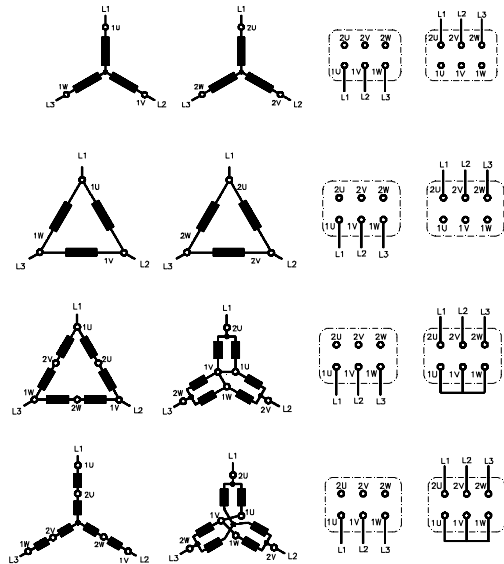 L1 L1 L1 L2 L3
1U 2U 2U 2V 2W 2U 2V 2W
1W 2W 1U 1V 1W 1U 1V 1W
L3 1V L2 L3 2V L2 L1 L2 L3
L1 L1 L1 L2 L3
1U 2U 2U 2V 2W 2U 2V 2W
1W 2W 1U 1V 1W 1U 1V 1W
L3 1V L2 L3 2V L2 L1 L2 L3
L1 L1 L1 L2 L3
1U 2U
2V 2U 2U 2V 2W 2U 2V 2W
1V 1U
1W 2W 1W 1U 1V 1W 1U 1V 1W
L3 2W 1V L2 L3 2V L2 L1 L2 L3
L1 L1 L1 L2 L3
1U 2U
2U 2U 2V 2W 2U 2V 2W
1V 1U
2V 2W 2W 1W 1U 1V 1W 1U 1V 1W
L3 1W 1V L2 L3 2V L2 L1 L2 L3